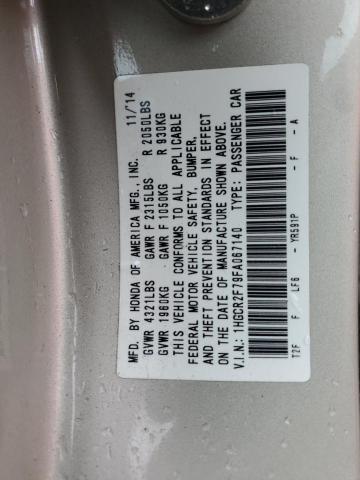 MFD. BY HONDA OF AMERICA MFG., INC. 11/14
GVWR 4321LBS GAWR F 2315LBS R 2050LBS
GVWR 1960KG GAWR F 1050KG R 930KG
THIS VEHICLE CONFORMS TO ALL APPLICABLE
FEDERAL MOTOR VEHICLE SAFETY, BUMPER,
AND THEFT PREVENTION STANDARDS IN EFFECT
ON THE DATE OF MANUFACTURE SHOWN ABOVE.
V.I.N.: 1HGCR2F79FA067140 TYPE: PASSENGER CAR
T2F F LF6 - YR591P - F - A